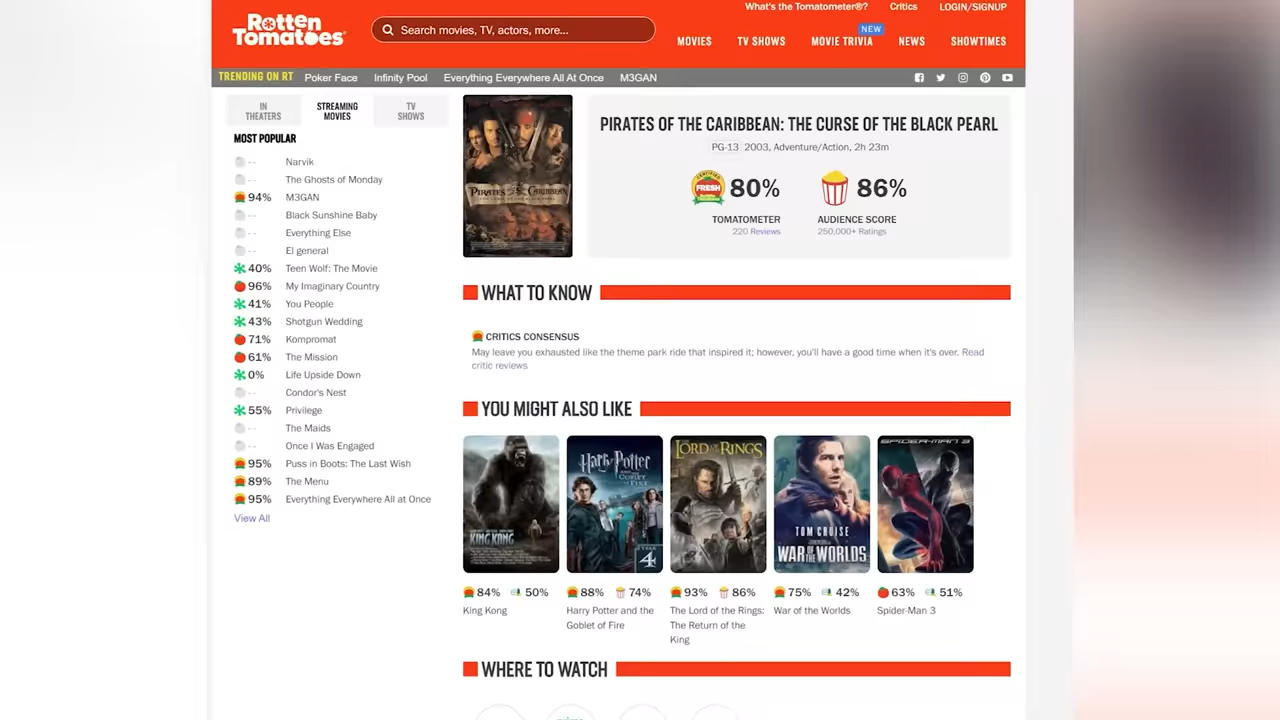 What's the Tomatometer®? Critics LOGIN/SIGNUP
Rotten Tomatoes
Search movies, TV, actors, more...
NEW
MOVIES TV SHOWS MOVIE TRIVIA NEWS SHOWTIMES
TRENDING ON RT Poker Face Infinity Pool Everything Everywhere All At Once M3GAN
IN THEATERS
STREAMING MOVIES
TV SHOWS
MOST POPULAR
- - Narvik
- - The Ghosts of Monday
94% M3GAN
- - Black Sunshine Baby
- - Everything Else
- - El general
40% Teen Wolf: The Movie
96% My Imaginary Country
41% You People
43% Shotgun Wedding
71% Kompromat
61% The Mission
0% Life Upside Down
- - Condor's Nest
55% Privilege
- - The Maids
- - Once I Was Engaged
95% Puss in Boots: The Last Wish
89% The Menu
95% Everything Everywhere All at Once
View All
PIRATES OF THE CARIBBEAN
PIRATES OF THE CARIBBEAN: THE CURSE OF THE BLACK PEARL
PG-13 2003, Adventure/Action, 2h 23m
FRESH
80% 86%
TOMATOMETER AUDIENCE SCORE
220 Reviews 250,000+ Ratings
WHAT TO KNOW
CRITICS CONSENSUS
May leave you exhausted like the theme park ride that inspired it; however, you'll have a good time when it's over. Read
critic reviews
YOU MIGHT ALSO LIKE
KING KONG
Harry Potter
GOBLET OF FIRE
4
LORD OF THE RINGS
TOM CRUISE
WAR OF THE WORLDS
SPIDER-MAN 3
84% 50%
King Kong
88% 74%
Harry Potter and the
Goblet of Fire
93% 86%
The Lord of the Rings:
The Return of the
King
75% 42%
War of the Worlds
63% 51%
Spider-Man 3
WHERE TO WATCH